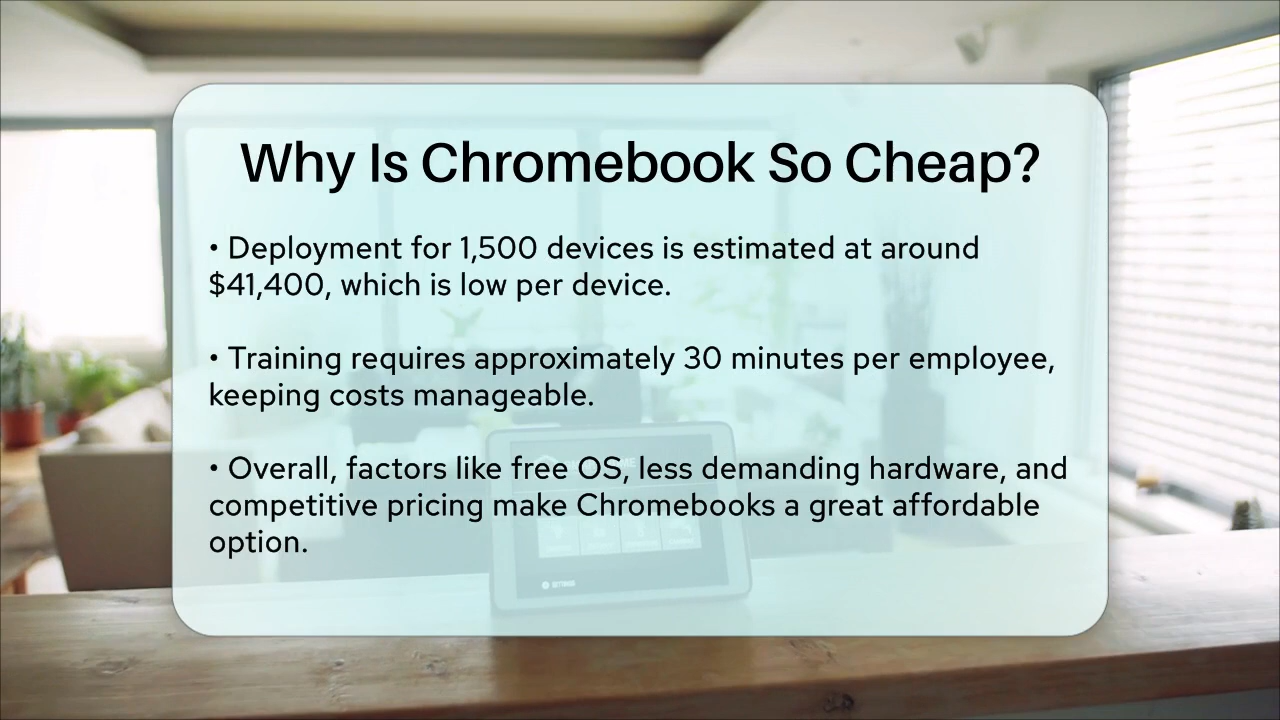 Why Is Chromebook So Cheap?
• Deployment for 1,500 devices is estimated at around
$41,400, which is low per device.
• Training requires approximately 30 minutes per employee,
keeping costs manageable.
• Overall, factors like free OS, less demanding hardware, and
competitive pricing make Chromebooks a great affordable
option.